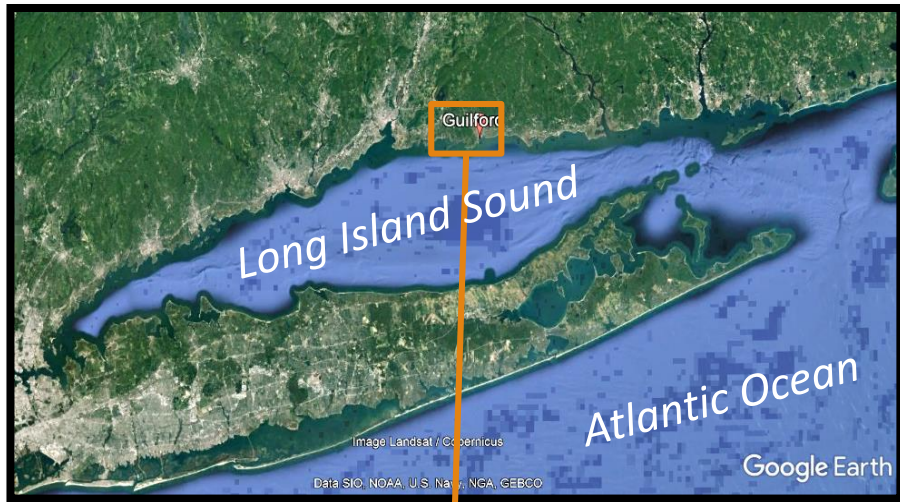 Guilford
Long Island Sound
Atlantic Ocean
Image Landsat / Copernicus
Google Earth
Data SIO, NOAA, U.S. Navy, NGA, GEBCO